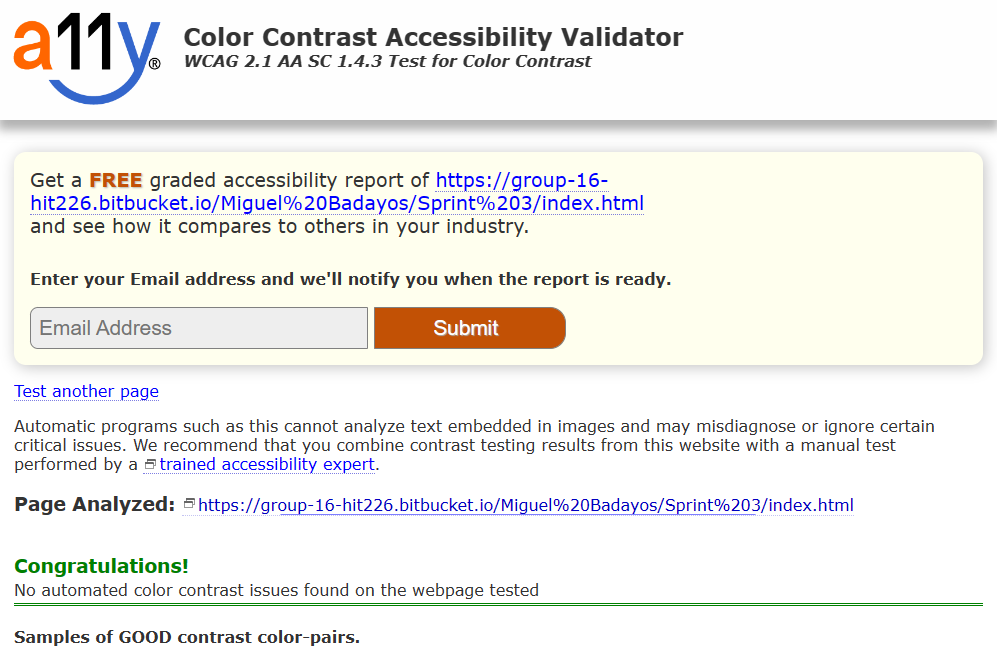 a11y®
Color Contrast Accessibility Validator
WCAG 2.1 AA SC 1.4.3 Test for Color Contrast
Get a FREE graded accessibility report of https://group-16-
hit226.bitbucket.io/Miguel%20Badayos/Sprint%203/index.html
and see how it compares to others in your industry.
Enter your Email address and we'll notify you when the report is ready.
Email Address
Submit
Test another page
Automatic programs such as this cannot analyze text embedded in images and may misdiagnose or ignore certain
critical issues. We recommend that you combine contrast testing results from this website with a manual test
performed by a trained accessibility expert.
Page Analyzed: https://group-16-hit226.bitbucket.io/Miguel%20Badayos/Sprint%203/index.html
Congratulations!
No automated color contrast issues found on the webpage tested
Samples of GOOD contrast color-pairs.